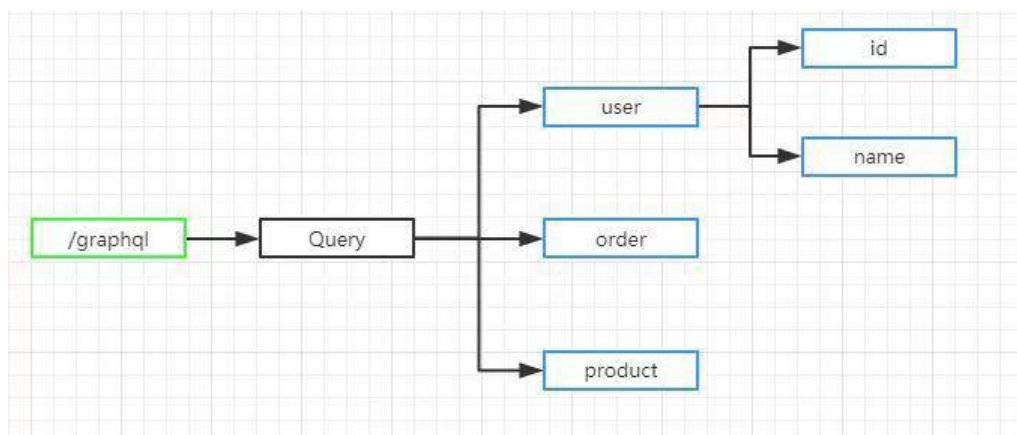 id
user
name
/graphql
Query
order
product